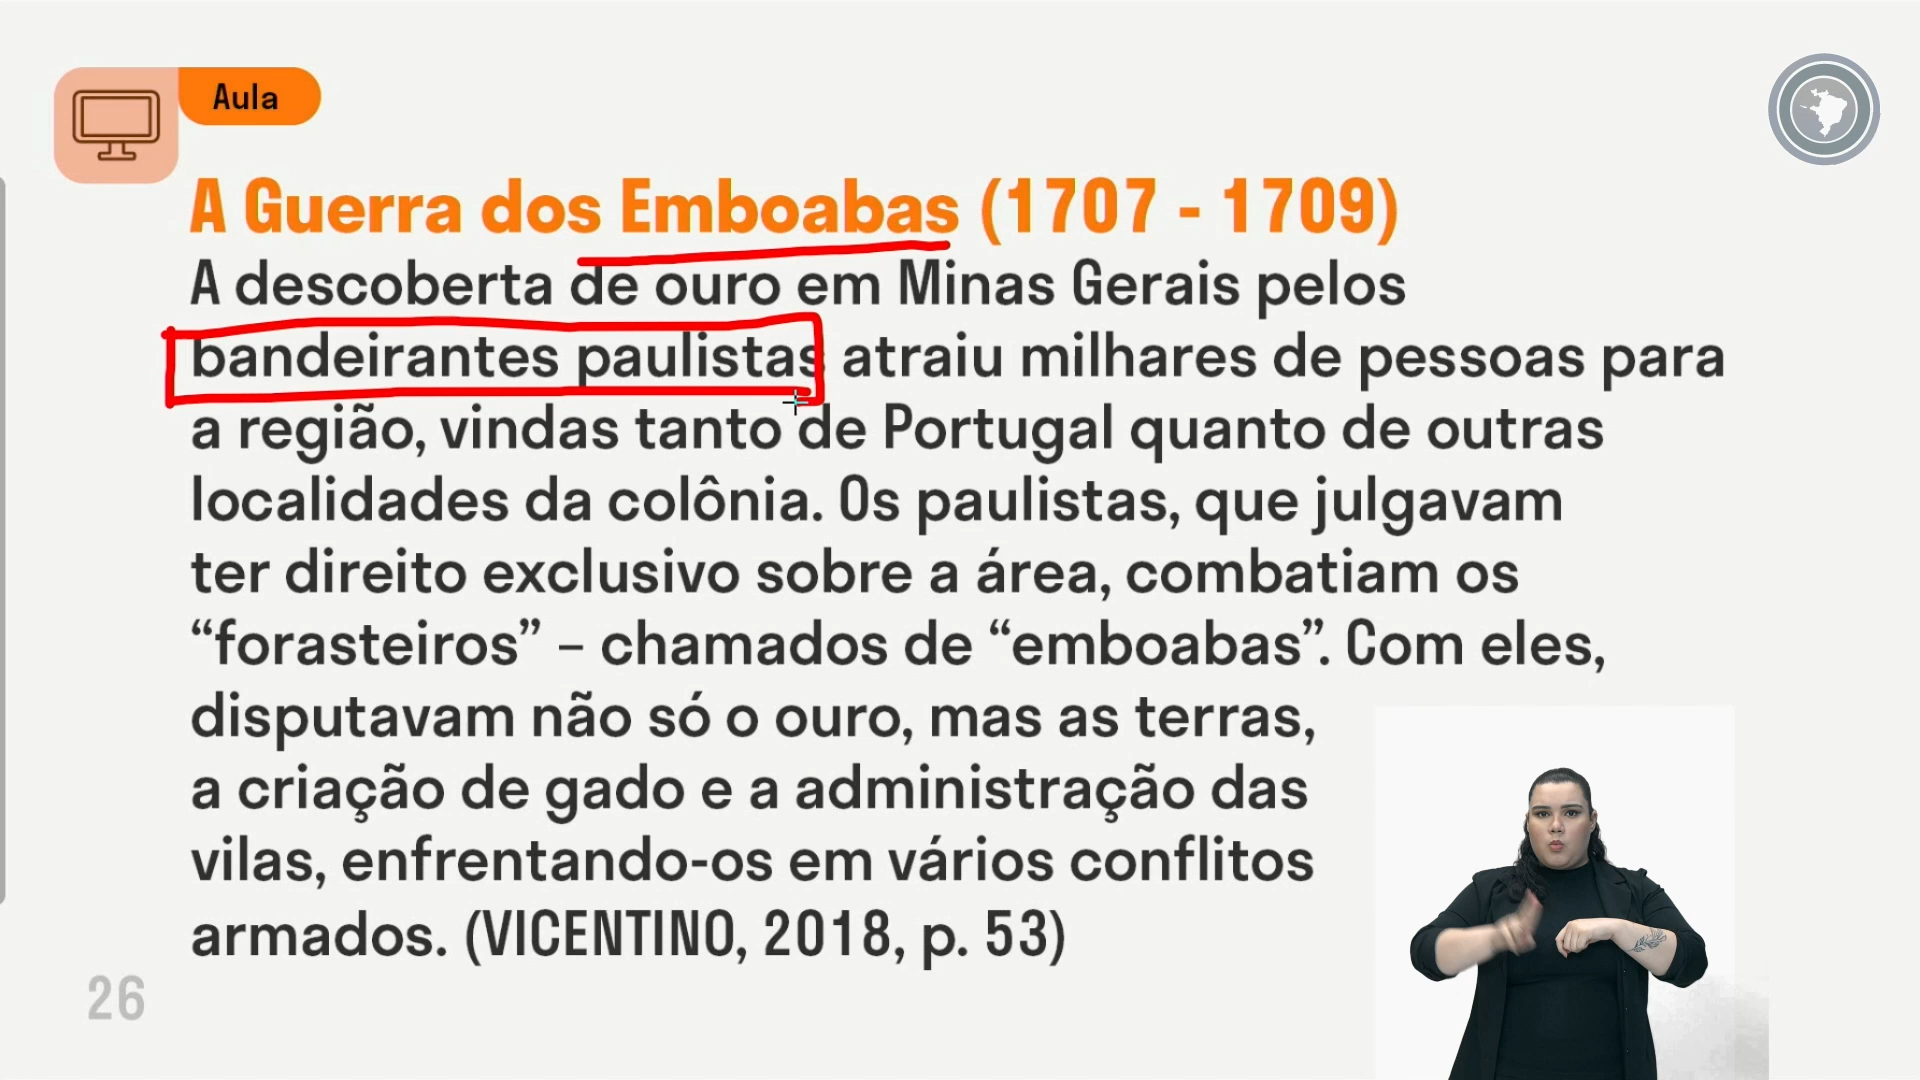 Aula
A Guerra dos Emboabas (1707 - 1709)
A descoberta de ouro em Minas Gerais pelos
bandeirantes paulistas atraiu milhares de pessoas para
a região, vindas tanto de Portugal quanto de outras
localidades da colônia. Os paulistas, que julgavam
ter direito exclusivo sobre a área, combatiam os
“forasteiros” – chamados de “emboabas”. Com eles,
disputavam não só o ouro, mas as terras,
a criação de gado e a administração das
vilas, enfrentando-os em vários conflitos
armados. (VICENTINO, 2018, p. 53)
26